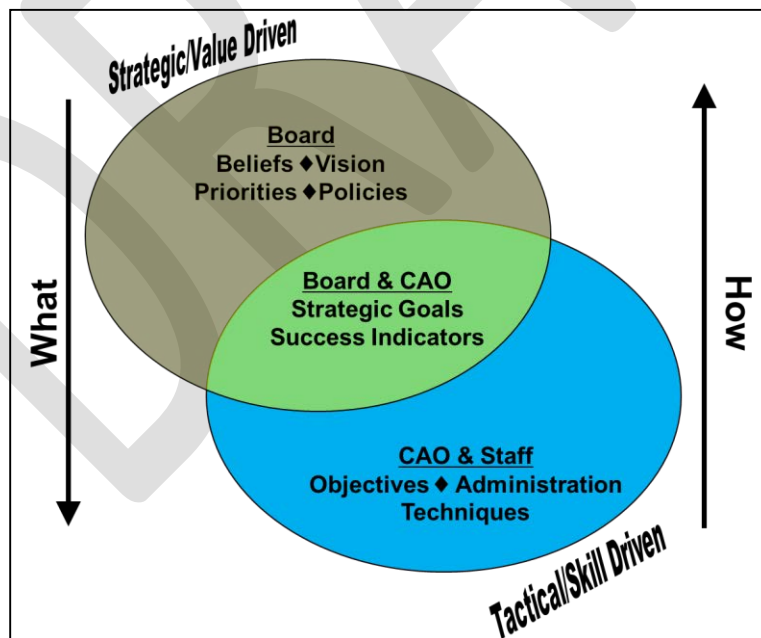 Strategic/Value Driven
Board
Beliefs ♦Vision
Priorities ♦Policies
Board & CAO
Strategic Goals
Success Indicators
What
How
CAO & Staff
Objectives ♦ Administration
Techniques
Tactical/Skill Driven